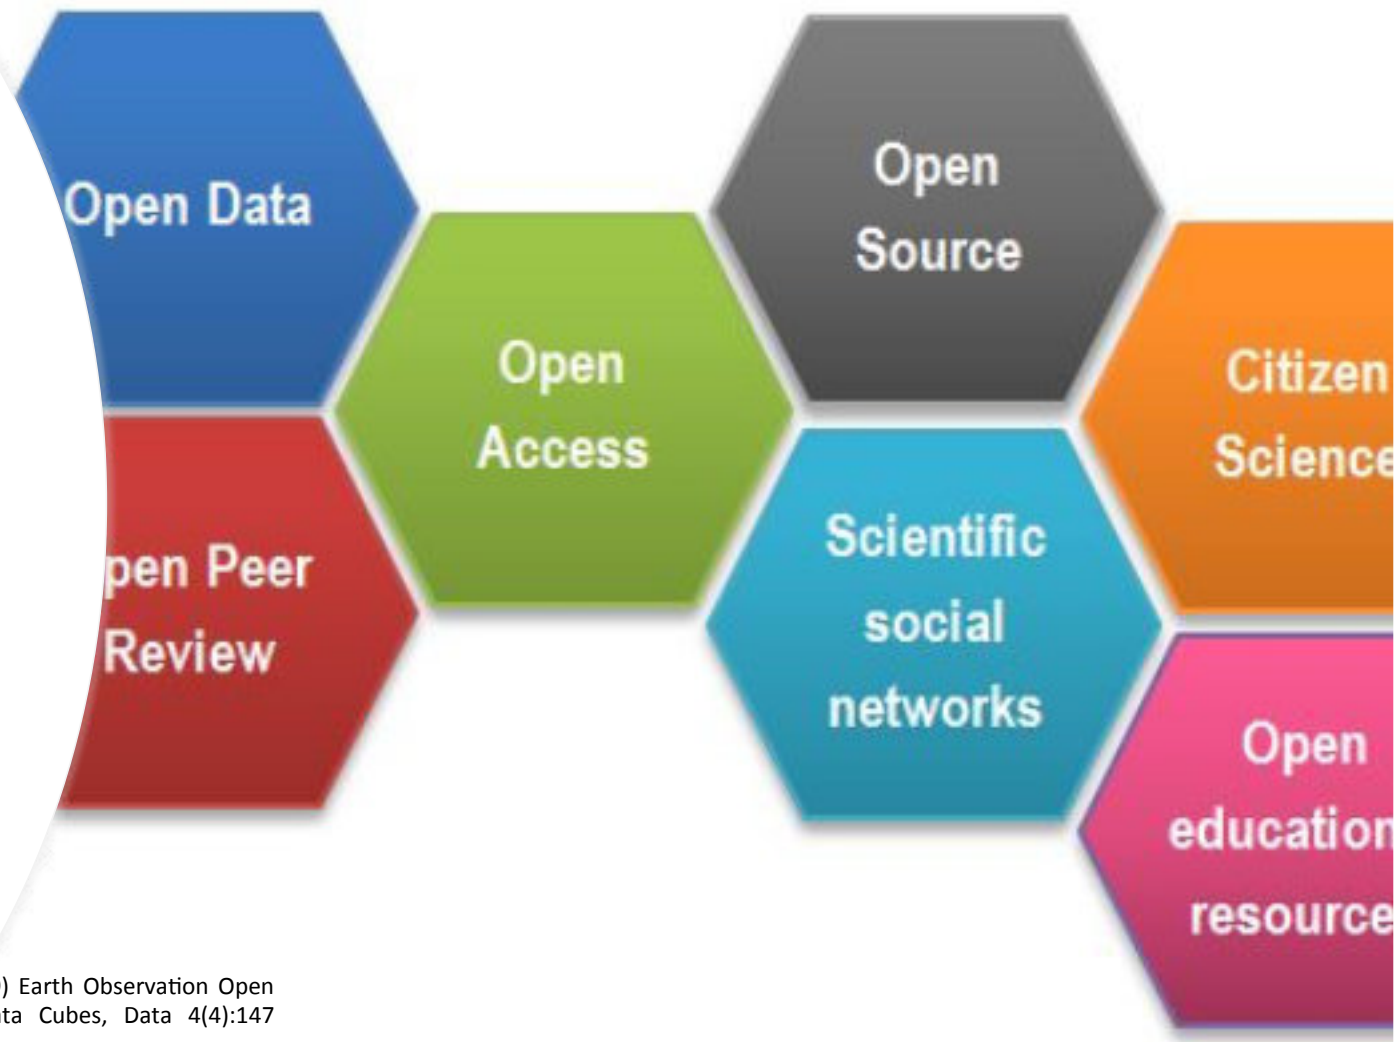 Open Data
Open
Access
Open
Source
Citizen
Science
pen Peer
Review
Scientific
social
networks
Open
education
resource
) Earth Observation Open
ta Cubes, Data 4(4):147